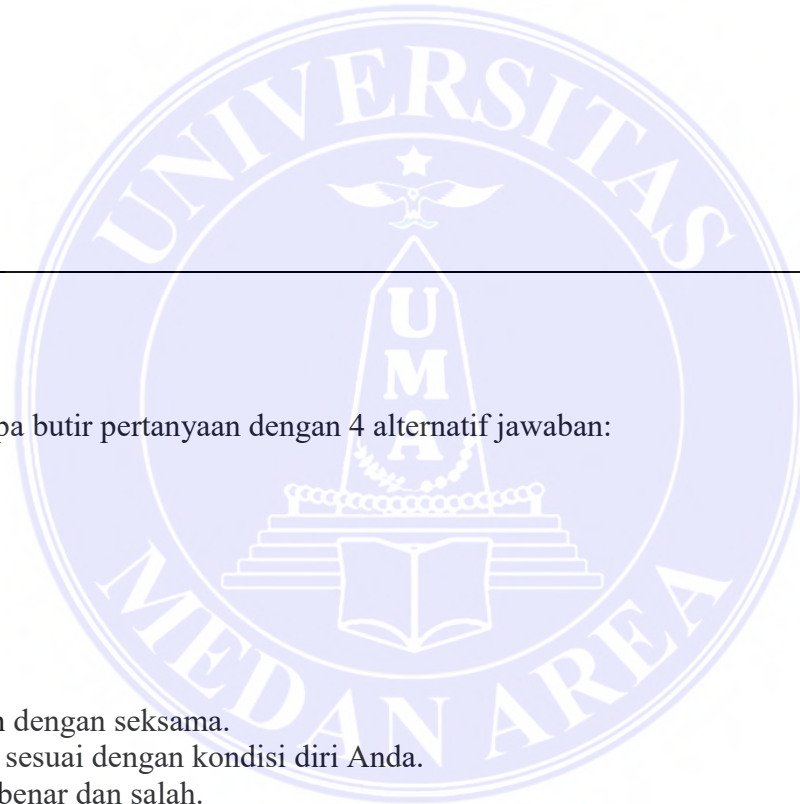 UNIVERSITAS
U
M
A
butir pertanyaan dengan 4 alternatif jawaban:
dengan seksama.
sesuai dengan kondisi diri Anda.
benar dan salah.
MEDAN AREA